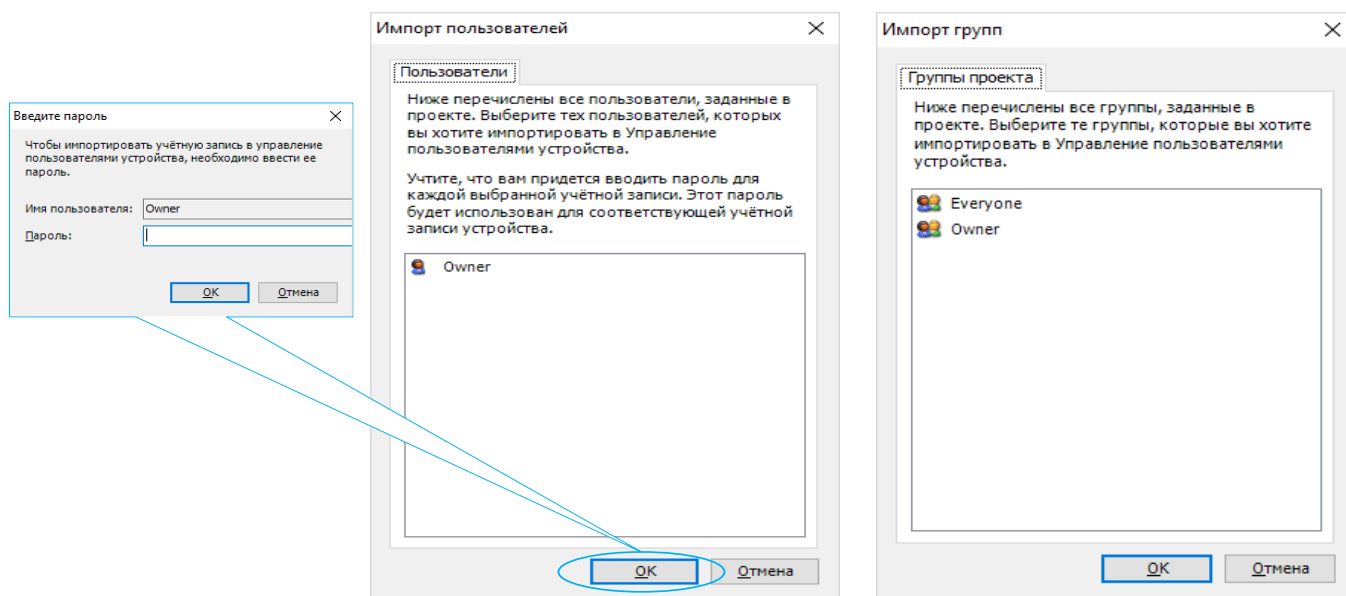 Введите пароль
Чтобы импортировать учётную запись в управление
пользователями устройства, необходимо ввести ее
пароль.
Имя пользователя: Owner
Пароль:
OK Отмена
Импорт пользователей
Пользователи
Ниже перечислены все пользователи, заданные в
проекте. Выберите тех пользователей, которых
вы хотите импортировать в Управление
пользователями устройства.
Учтите, что вам придется вводить пароль для
каждой выбранной учётной записи. Этот пароль
будет использован для соответствующей учётной
записи устройства.
Owner
OK Отмена
Импорт групп
Группы проекта
Ниже перечислены все группы, заданные в
проекте. Выберите те группы, которые вы хотите
импортировать в Управление пользователями
устройства.
Everyone
Owner
OK Отмена